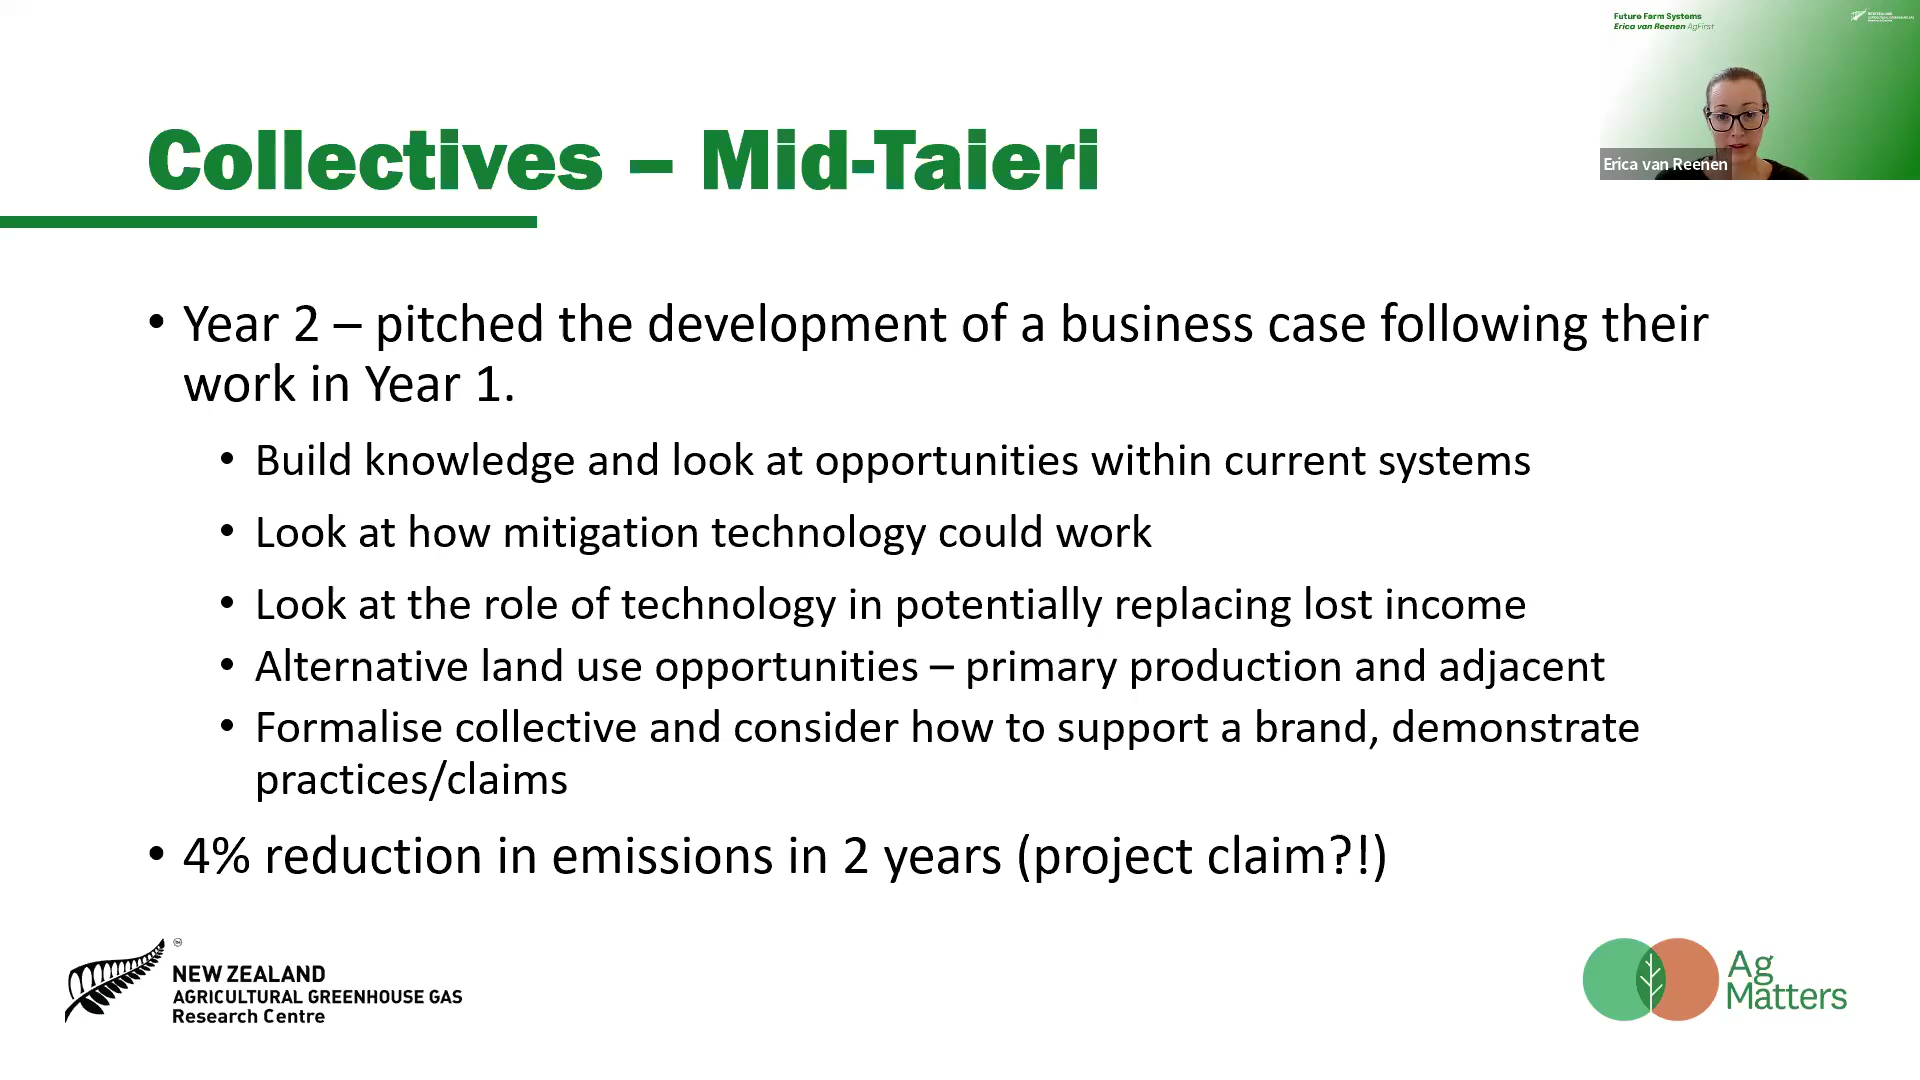 Future Farm Systems
Erica van Reenen AgFirst
Erica van Reenen
Collectives – Mid-Taieri
• Year 2 – pitched the development of a business case following their
work in Year 1.
• Build knowledge and look at opportunities within current systems
• Look at how mitigation technology could work
• Look at the role of technology in potentially replacing lost income
• Alternative land use opportunities – primary production and adjacent
• Formalise collective and consider how to support a brand, demonstrate
practices/claims
• 4% reduction in emissions in 2 years (project claim?!)
NEW ZEALAND
AGRICULTURAL GREENHOUSE GAS
Research Centre
Ag
Matters